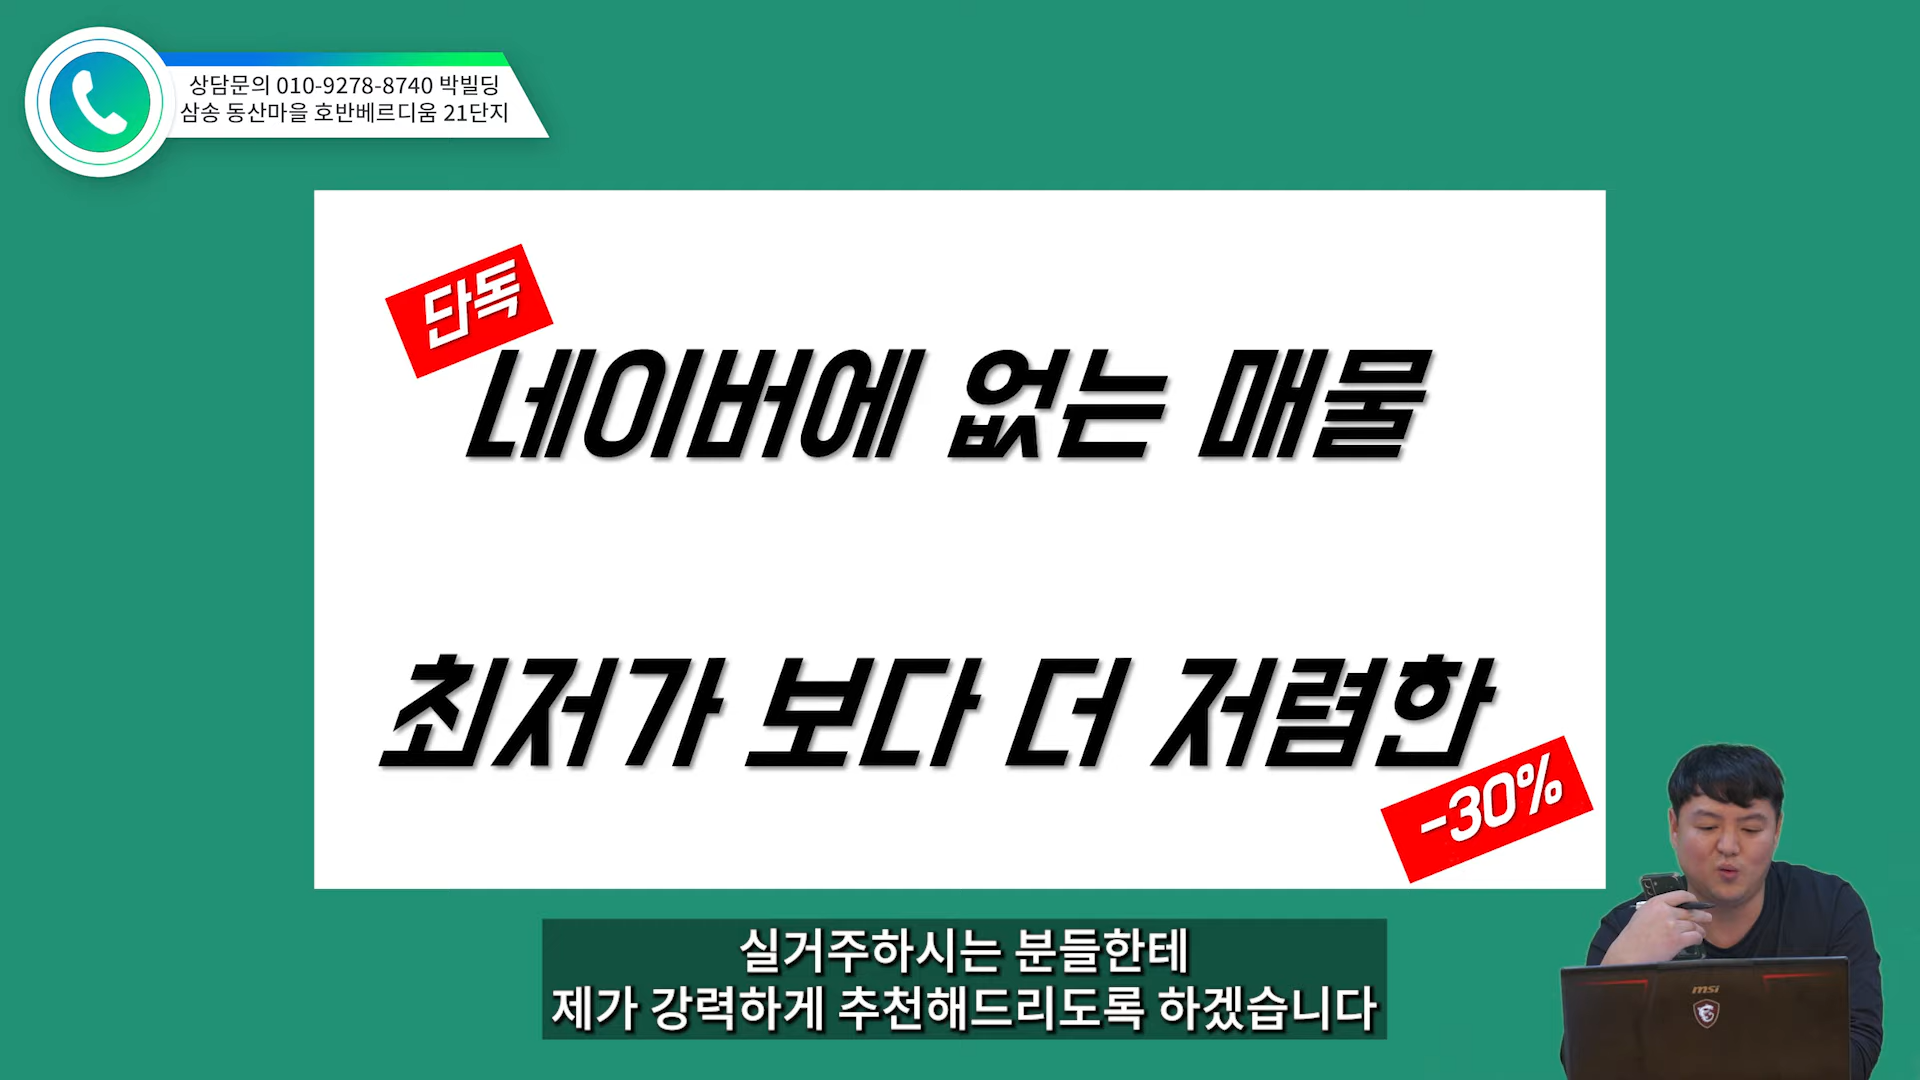 상담문의 010-9278-8740 박빌딩
삼송 동산마을 호반베르디움 21단지
단독
네이버에 없는 매물
최저가 보다 더 저렴한
-30%
msi
실거주하시는 분들한테
제가 강력하게 추천해드리도록 하겠습니다